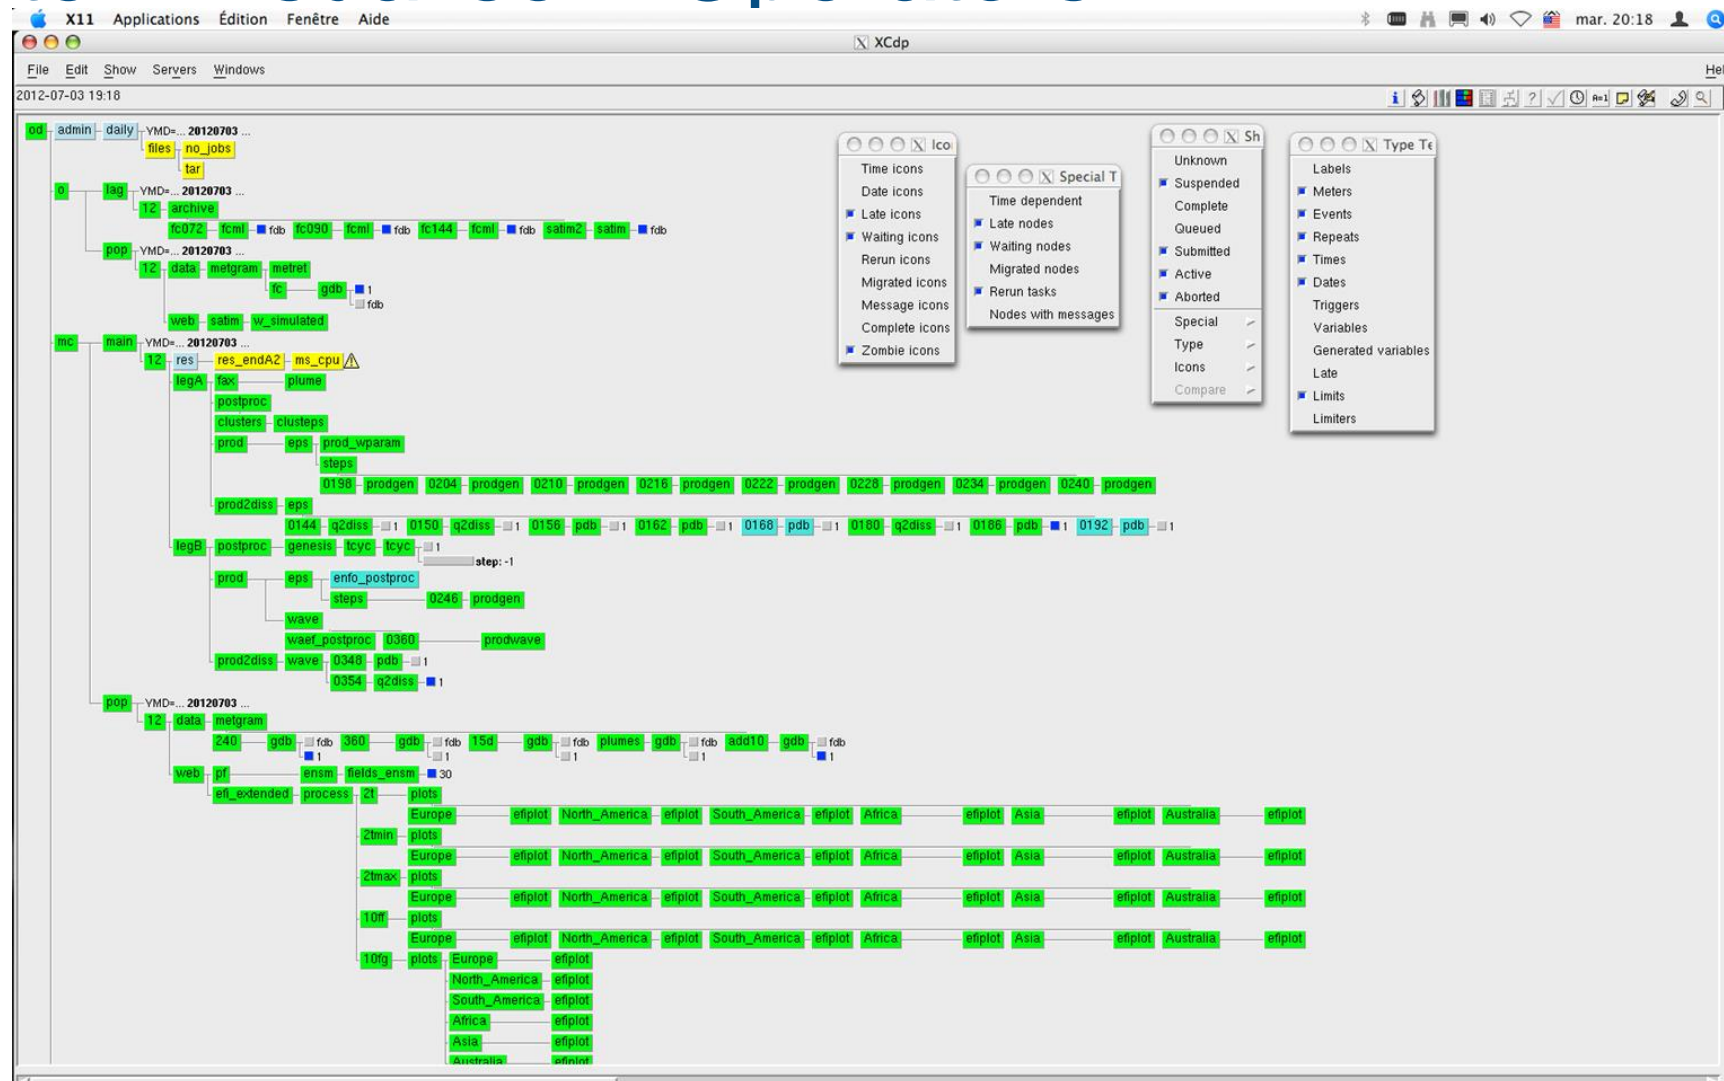 X11 Applications Édition Fenêtre Aide mar. 20:18
XCdp
File Edit Show Servers Windows Hel
2012-07-03 19:18
od admin daily YMD=... 20120703 ...
files no_jobs
tar
o lag YMD=... 20120703 ...
12 archive
fc072 fcml fdb fc090 fcml fdb fc144 fcml fdb satim2 satim fdb
pop YMD=... 20120703 ...
12 data metgram metret
fc gdb 1
fdb
web satim w_simulated
mc main YMD=... 20120703 ...
12 res res_endA2 ms_cpu
legA fax plume
postproc
clusters clusteps
prod eps prod_wparam
steps
0198 prodgen 0204 prodgen 0210 prodgen 0216 prodgen 0222 prodgen 0228 prodgen 0234 prodgen 0240 prodgen
prod2diss eps
0144 q2diss 1 0150 q2diss 1 0156 pdb 1 0162 pdb 1 0168 pdb 1 0180 q2diss 1 0186 pdb 1 0192 pdb 1
legB postproc genesis tcyc tcyc 1
step: -1
prod eps enfo_postproc
steps 0246 prodgen
wave
waef_postproc 0360 prodwave
prod2diss wave 0348 pdb 1
0354 q2diss 1
pop YMD=... 20120703 ...
12 data metgram
240 gdb fdb 360 gdb fdb 15d gdb fdb plumes gdb fdb add10 gdb fdb
1 1 1 1 1
web pf ensm fields_ensm 30
efi_extended process 2t plots
Europe efiplot North_America efiplot South_America efiplot Africa efiplot Asia efiplot Australia efiplot
2tmin plots
Europe efiplot North_America efiplot South_America efiplot Africa efiplot Asia efiplot Australia efiplot
2tmax plots
Europe efiplot North_America efiplot South_America efiplot Africa efiplot Asia efiplot Australia efiplot
10ff plots
Europe efiplot North_America efiplot South_America efiplot Africa efiplot Asia efiplot Australia efiplot
10fg plots Europe efiplot
North_America efiplot
South_America efiplot
Africa efiplot
Asia efiplot
Australia efiplot
Ico
Time icons
Date icons
Late icons
Waiting icons
Rerun icons
Migrated icons
Message icons
Complete icons
Zombie icons
Special T
Time dependent
Late nodes
Waiting nodes
Migrated nodes
Rerun tasks
Nodes with messages
Sh
Unknown
Suspended
Complete
Queued
Submitted
Active
Aborted
Special
Type
Icons
Compare
Type Te
Labels
Meters
Events
Repeats
Times
Dates
Triggers
Variables
Generated variables
Late
Limits
Limiters